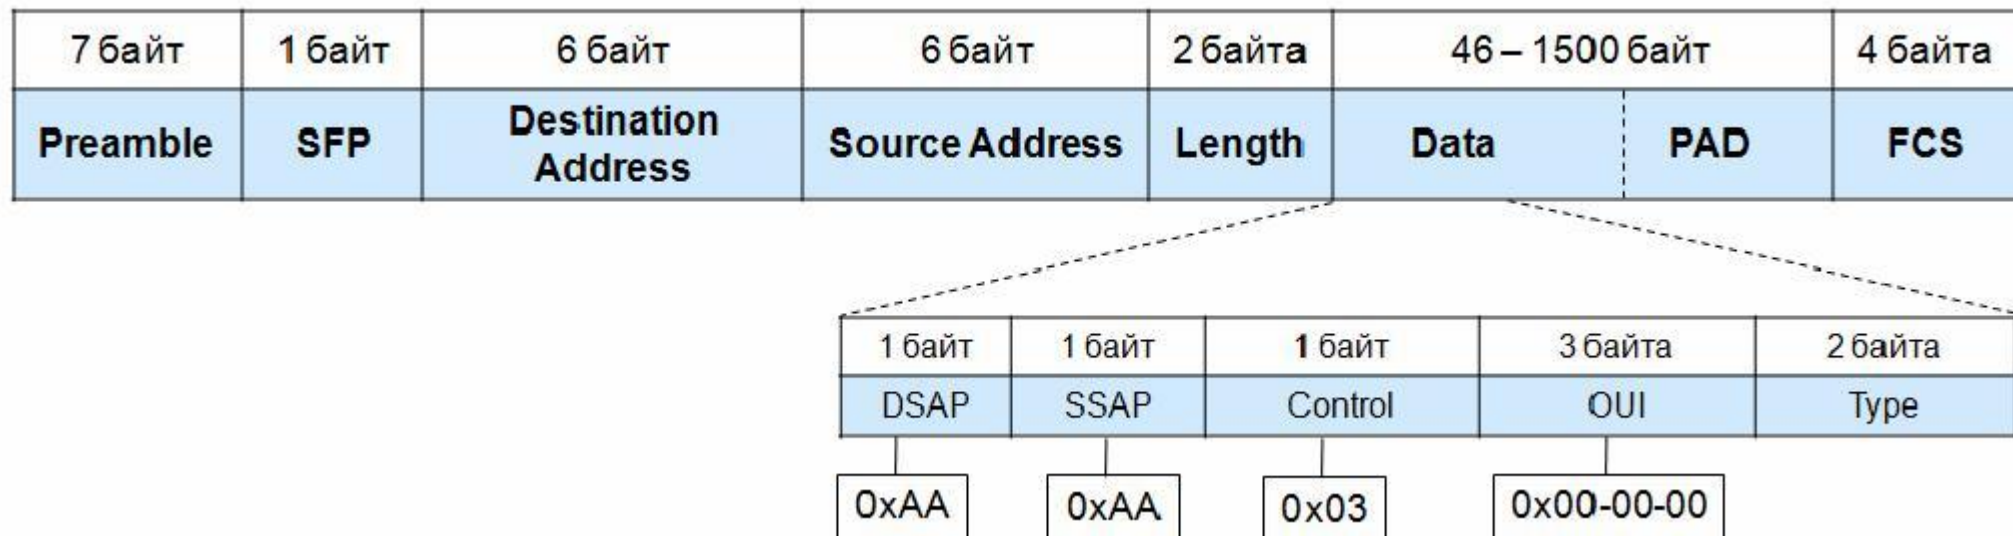 7 байт 1 байт 6 байт 6 байт 2 байта 46 – 1500 байт 4 байта
Preamble SFP Destination Address Source Address Length Data PAD FCS
1 байт 1 байт 1 байт 3 байта 2 байта
DSAP SSAP Control OUI Type
0xAA 0xAA 0x03 0x00-00-00